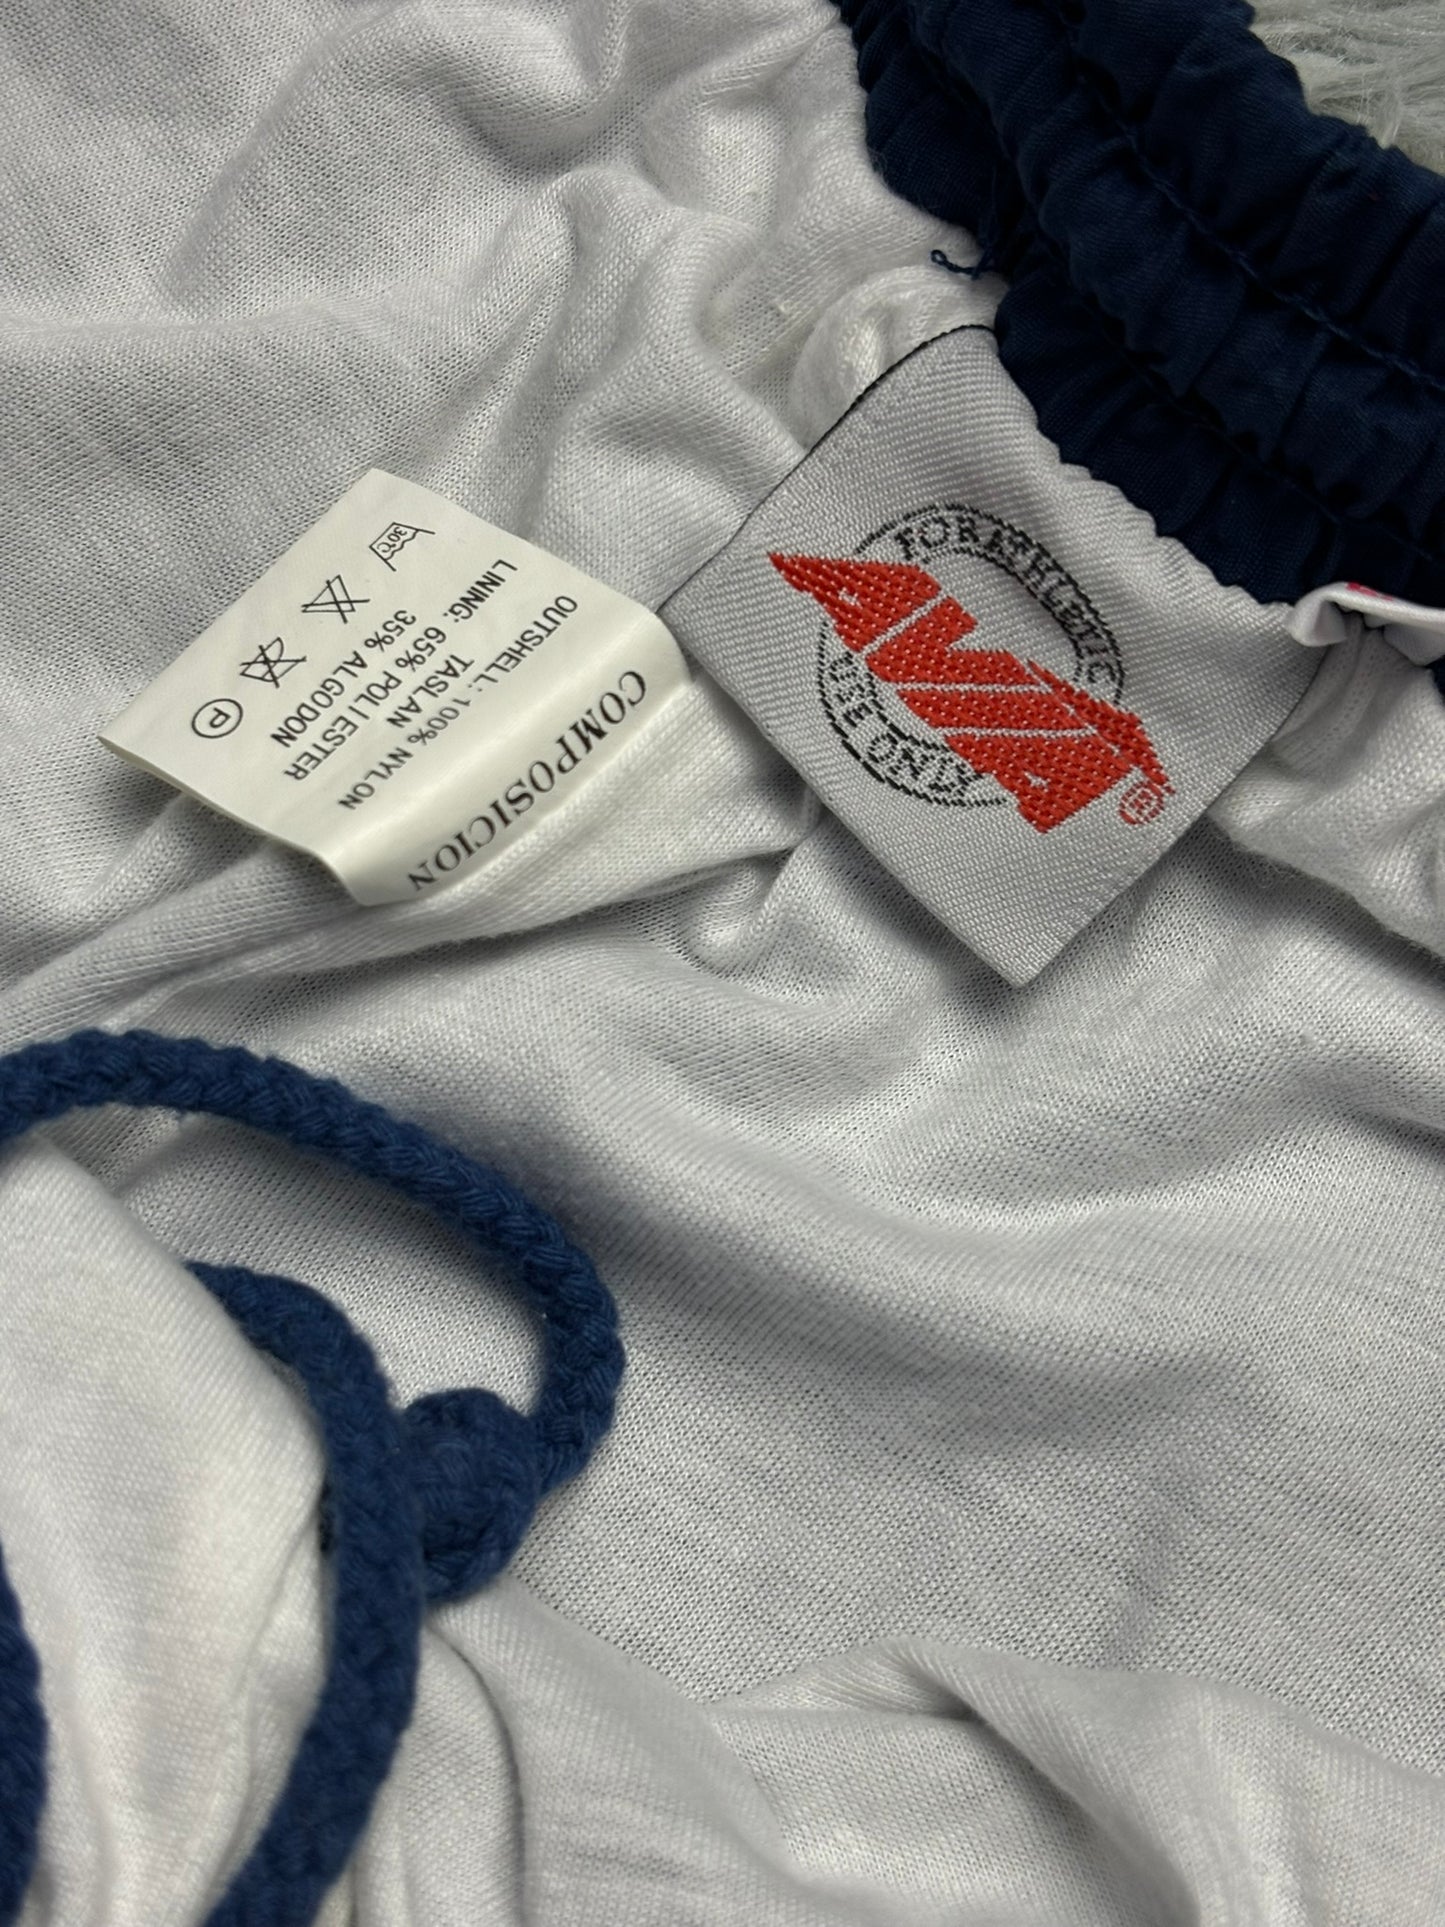 COMPOSICION
OUTSHELL: 100% NYLON
TASLAN
LINING: 65% POLIESTER
35% ALGODON
30℃
P
FOR ATHLETIC
AVIA®
USE ONLY